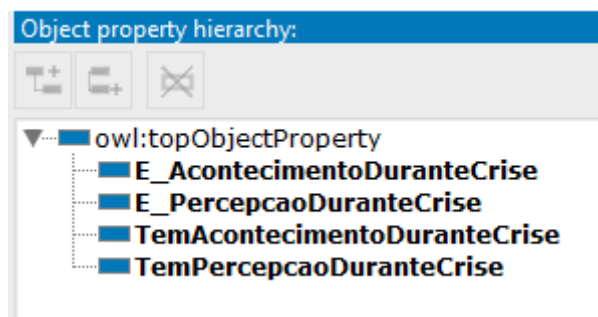 Object property hierarchy:
owl:topObjectProperty
E_AcontecimentoDuranteCrise
E_PercepcaoDuranteCrise
TemAcontecimentoDuranteCrise
TemPercepcaoDuranteCrise